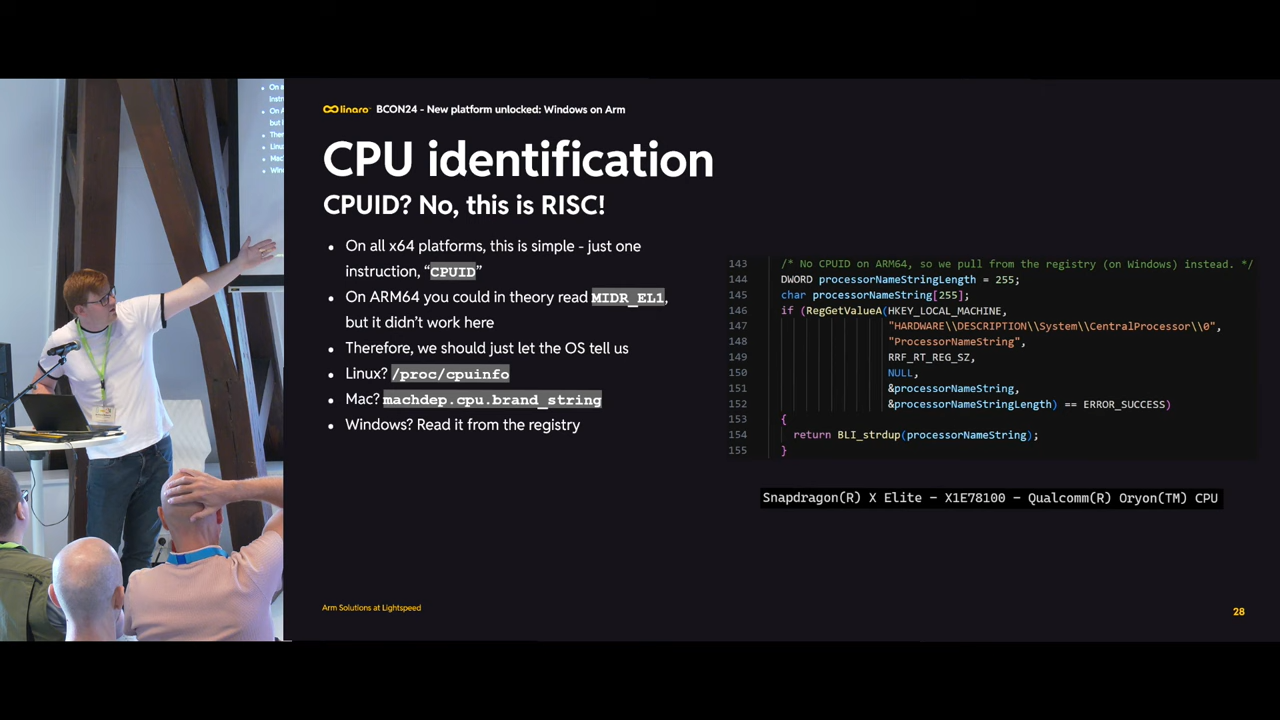 linaro BCON24 - New platform unlocked: Windows on Arm
CPU identification
CPUID? No, this is RISC!
• On all x64 platforms, this is simple - just one
instruction, “CPUID”
• On ARM64 you could in theory read MIDR_EL1,
but it didn’t work here
• Therefore, we should just let the OS tell us
• Linux? /proc/cpuinfo
• Mac? machdep.cpu.brand_string
• Windows? Read it from the registry
143 /* No CPUID on ARM64, so we pull from the registry (on Windows) instead. */
144 DWORD processorNameStringLength = 255;
145 char processorNameString[255];
146 if (RegGetValueA(HKEY_LOCAL_MACHINE,
147 "HARDWARE\\DESCRIPTION\\System\\CentralProcessor\\0",
148 "ProcessorNameString",
149 RRF_RT_REG_SZ,
150 NULL,
151 &processorNameString,
152 &processorNameStringLength) == ERROR_SUCCESS)
153 {
154 return BLI_strdup(processorNameString);
155 }
Snapdragon(R) X Elite - X1E78100 - Qualcomm(R) Oryon(TM) CPU
Arm Solutions at Lightspeed
28